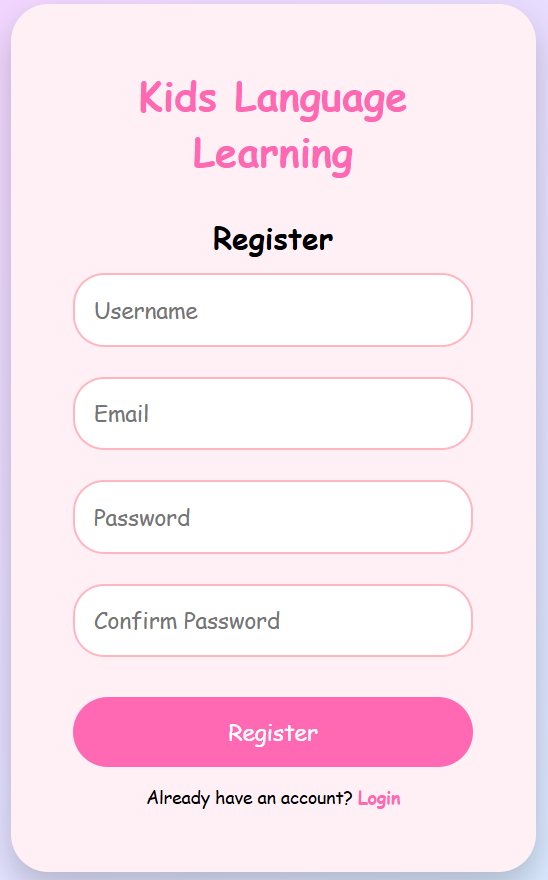 Kids Language
Learning
Register
Username
Email
Password
Confirm Password
Register
Already have an account? Login